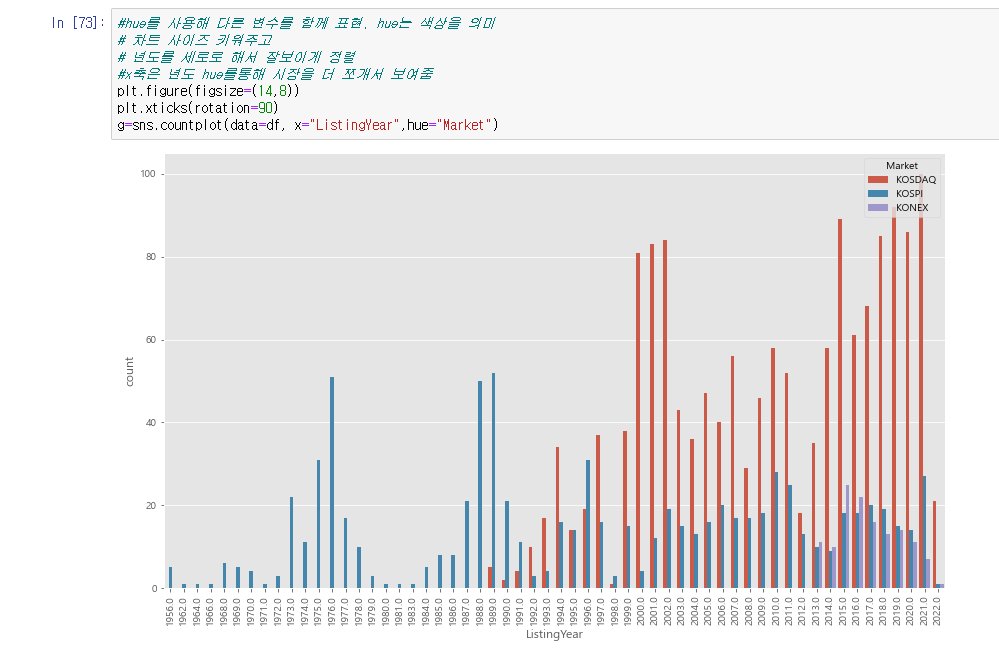 In [73]:
#hue를 사용해 다른 변수를 함께 표현. hue는 색상을 의미
# 차트 사이즈 키워주고
# 년도를 세로로 해서 잘보이게 정렬
#x축은 년도 hue를통해 시장을 더 쪼개서 보여줌
plt.figure(figsize=(14,8))
plt.xticks(rotation=90)
g=sns.countplot(data=df, x="ListingYear",hue="Market")
Market
KOSDAQ
KOSPI
KONEX
100
80
60
40
20
0
count
1956.0 1962.0 1964.0 1966.0 1968.0 1969.0 1970.0 1971.0 1972.0 1973.0 1974.0 1975.0 1976.0 1977.0 1978.0 1979.0 1980.0 1981.0 1983.0 1984.0 1985.0 1986.0 1987.0 1988.0 1989.0 1990.0 1991.0 1992.0 1993.0 1994.0 1995.0 1996.0 1997.0 1998.0 1999.0 2000.0 2001.0 2002.0 2003.0 2004.0 2005.0 2006.0 2007.0 2008.0 2009.0 2010.0 2011.0 2012.0 2013.0 2014.0 2015.0 2016.0 2017.0 2018.0 2019.0 2020.0 2021.0 2022.0
ListingYear